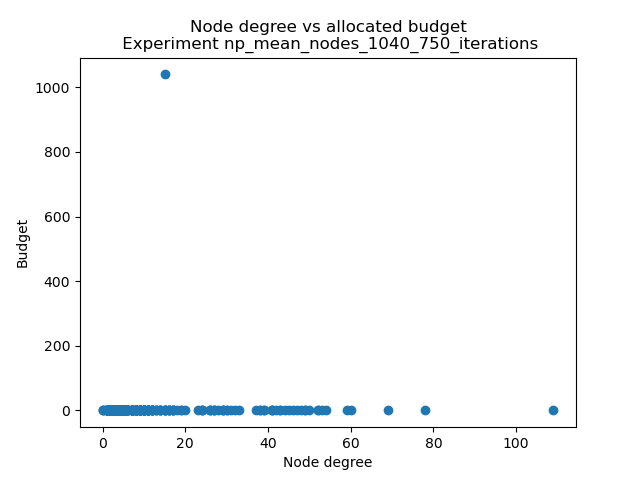 Node degree vs allocated budget
Experiment np_mean_nodes_1040_750_iterations
1000
800
600
400
200
0
Budget
0 20 40 60 80 100
Node degree